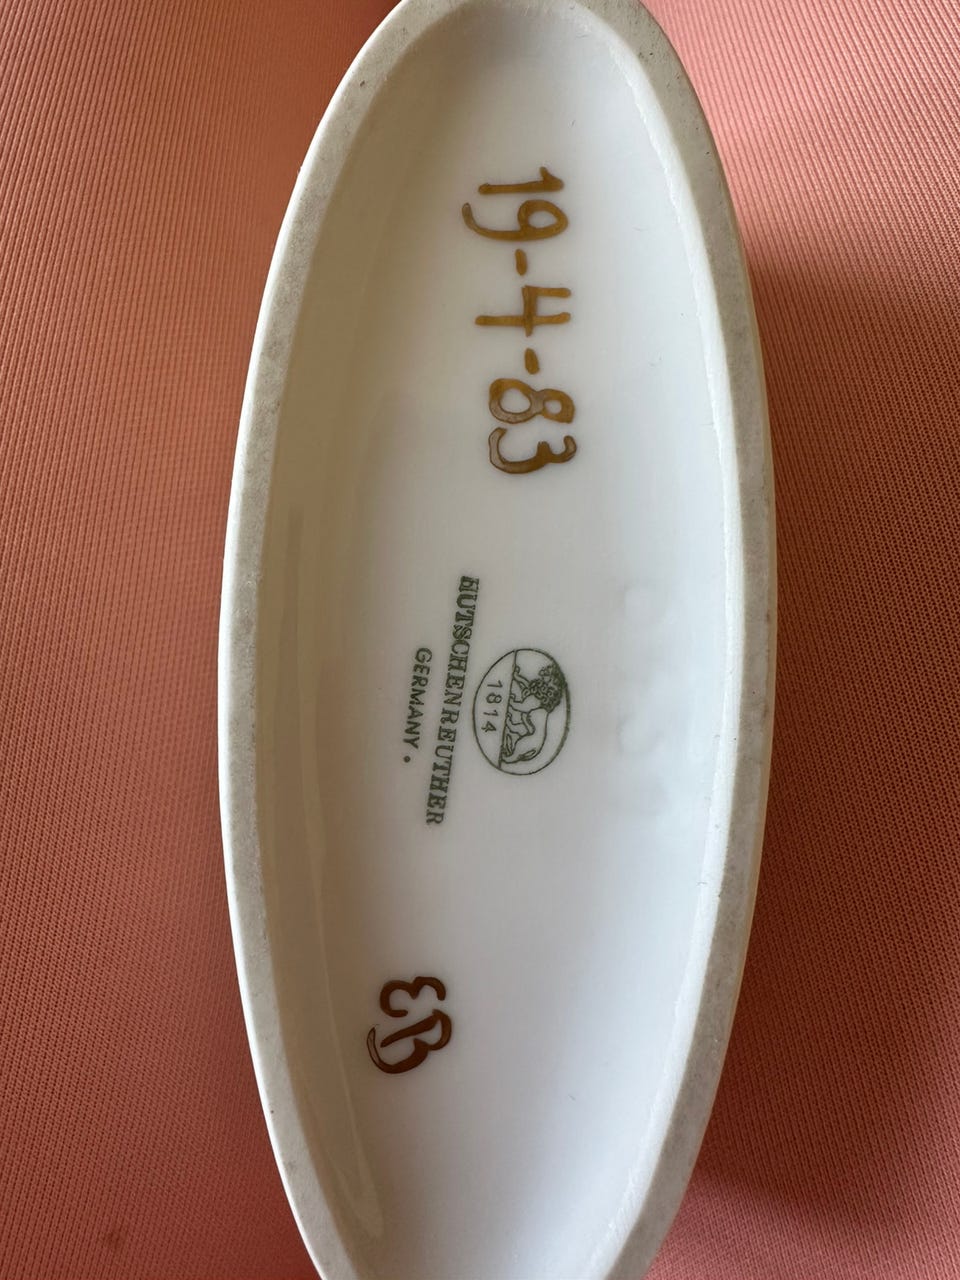 19-4-83
1814
HUTSCHENREUTHER
GERMANY •
EB